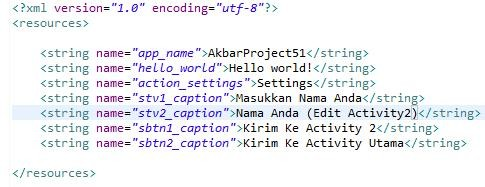 <?xml version="1.0" encoding="utf-8"?>
<resources>
<string name="app_name">AkbarProject51</string>
<string name="hello_world">Hello world!</string>
<string name="action_settings">Settings</string>
<string name="stv1_caption">Masukkan Nama Anda</string>
<string name="stv2_caption">Nama Anda (Edit Activity2)</string>
<string name="sbtn1_caption">Kirim Ke Activity 2</string>
<string name="sbtn2_caption">Kirim Ke Activity Utama</string>
</resources>